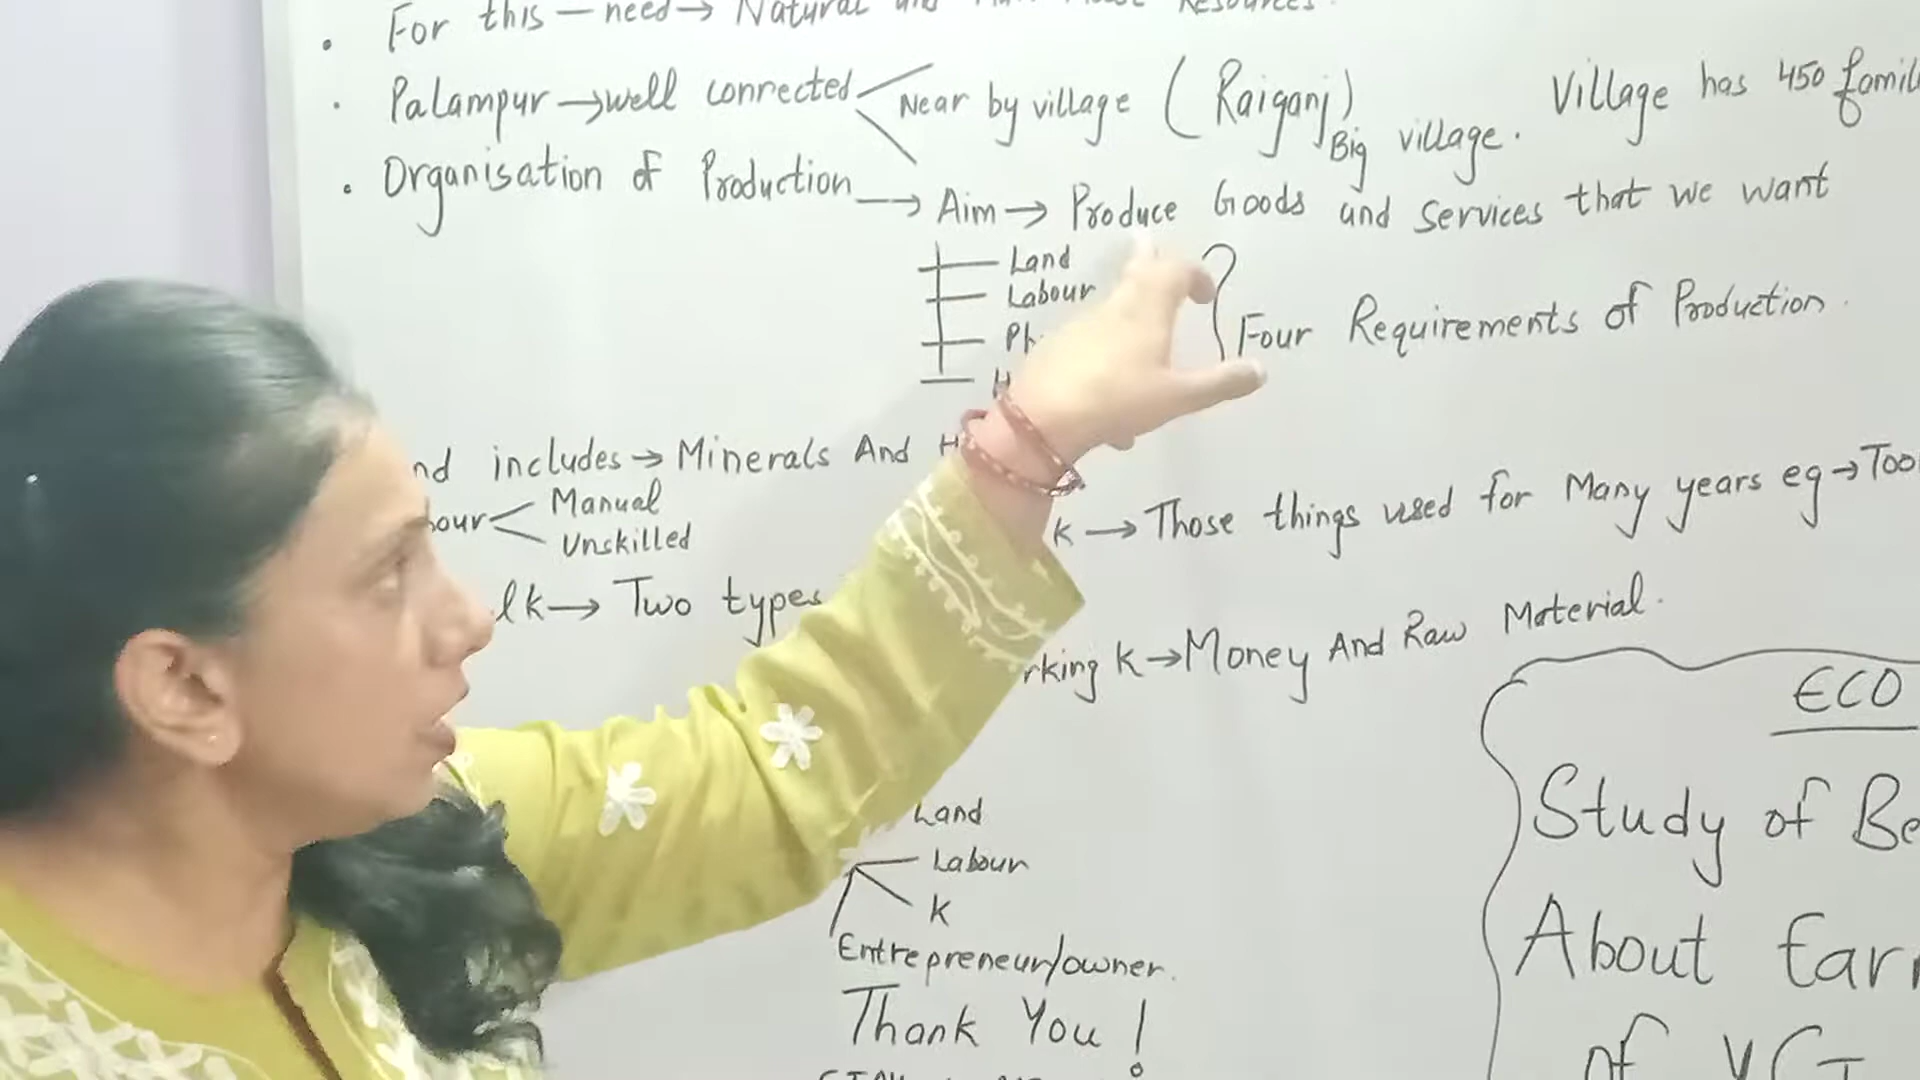 . For this — need → Natural
. Palampur → well connected Near by village (Raiganj) Big village. Village has 450
. Organisation of Production → Aim → Produce Goods and Services that we want
Land
Labour
Four Requirements of Production.
includes → Minerals And
Manual
Unskilled
k → Those things used for Many years eg →
k → Two types
k → Money And Raw Material.
ECO
Land
Study of
Labour
K
About
Entrepreneur/owner.
Thank You !
of